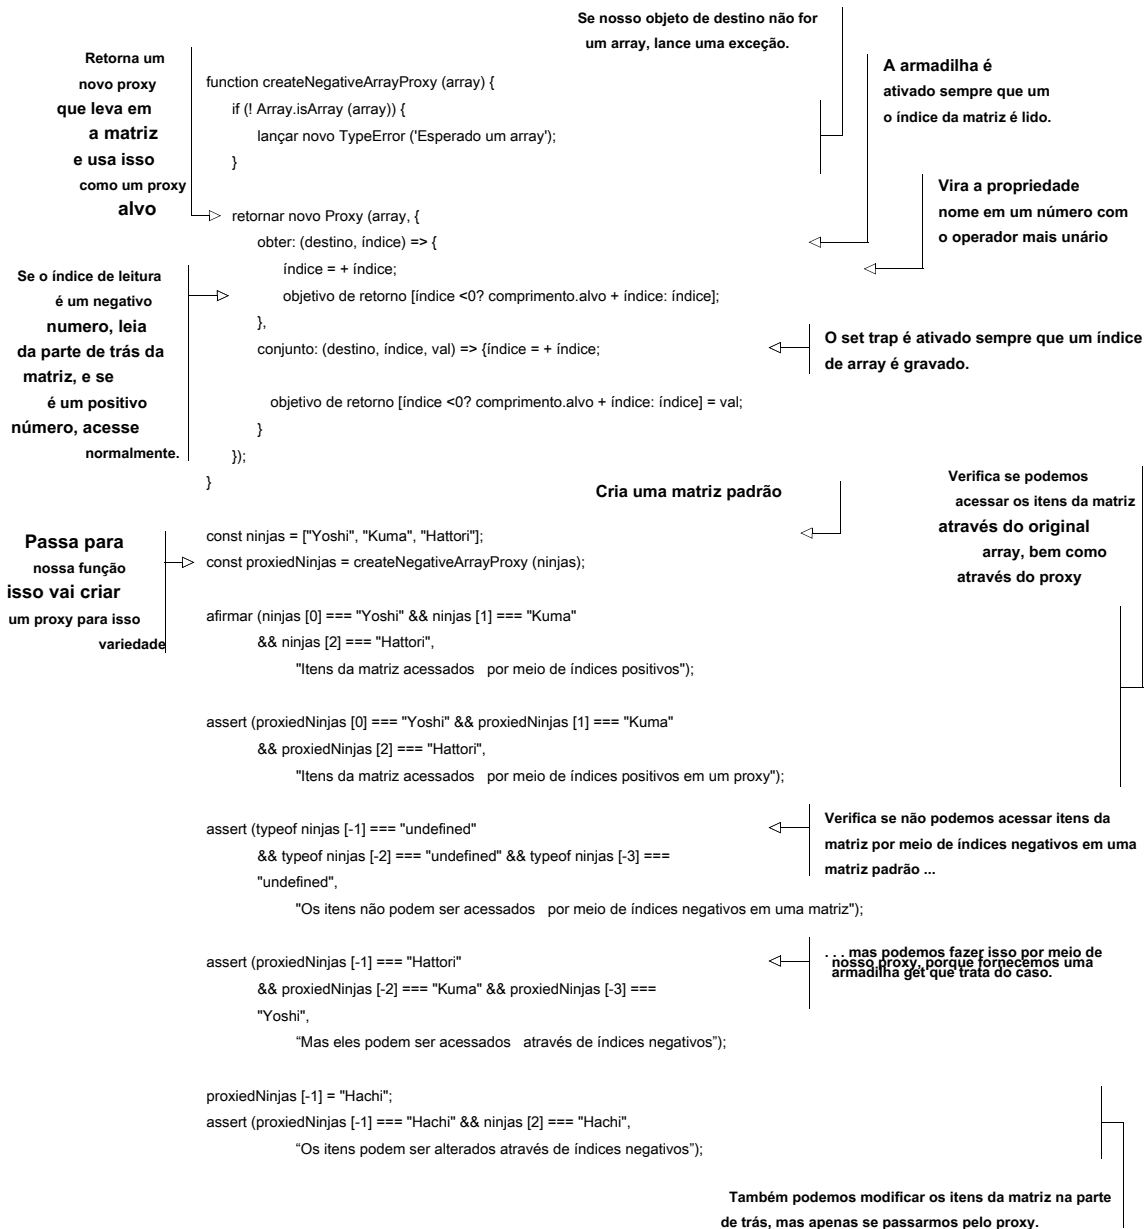 Se nosso objeto de destino não for
um array, lance uma exceção.
Retorna um
novo proxy
que leva em
a matriz
e usa isso
como um proxy
alvo
A armadilha é
ativado sempre que um
o índice da matriz é lido.
Vira a propriedade
nome em um número com
o operador mais unário
function createNegativeArrayProxy (array) {
if (! Array.isArray (array)) {
lançar novo TypeError ('Esperado um array');
}
retornar novo Proxy (array, {
obter: (destino, índice) => {
índice = + índice;
objetivo de retorno [índice <0? comprimento.alvo + índice: índice];
},
conjunto: (destino, índice, val) => {índice = + índice;
objetivo de retorno [índice <0? comprimento.alvo + índice: índice] = val;
}
});
}
Se o índice de leitura
é um negativo
numero, leia
da parte de trás da
matriz, e se
é um positivo
número, acesse
normalmente.
O set trap é ativado sempre que um índice
de array é gravado.
Cria uma matriz padrão
Verifica se podemos
acessar os itens da matriz
através do original
array, bem como
através do proxy
Passa para
nossa função
isso vai criar
um proxy para isso
variedade
const ninjas = ["Yoshi", "Kuma", "Hattori"];
const proxiedNinjas = createNegativeArrayProxy (ninjas);
afirmar (ninjas [0] === "Yoshi" && ninjas [1] === "Kuma"
&& ninjas [2] === "Hattori",
"Itens da matriz acessados por meio de índices positivos");
assert (proxiedNinjas [0] === "Yoshi" && proxiedNinjas [1] === "Kuma"
&& proxiedNinjas [2] === "Hattori",
"Itens da matriz acessados por meio de índices positivos em um proxy");
assert (typeof ninjas [-1] === "undefined"
&& typeof ninjas [-2] === "undefined" && typeof ninjas [-3] ===
"undefined",
"Os itens não podem ser acessados por meio de índices negativos em uma matriz");
Verifica se não podemos acessar itens da
matriz por meio de índices negativos em uma
matriz padrão ...
assert (proxiedNinjas [-1] === "Hattori"
&& proxiedNinjas [-2] === "Kuma" && proxiedNinjas [-3] ===
"Yoshi",
“Mas eles podem ser acessados através de índices negativos”);
. . . mas podemos fazer isso por meio de
nosso proxy, porque fornecemos uma
armadilha get que trata do caso.
proxiedNinjas [-1] = "Hachi";
assert (proxiedNinjas [-1] === "Hachi" && ninjas [2] === "Hachi",
“Os itens podem ser alterados através de índices negativos”);
Também podemos modificar os itens da matriz na parte
de trás, mas apenas se passarmos pelo proxy.